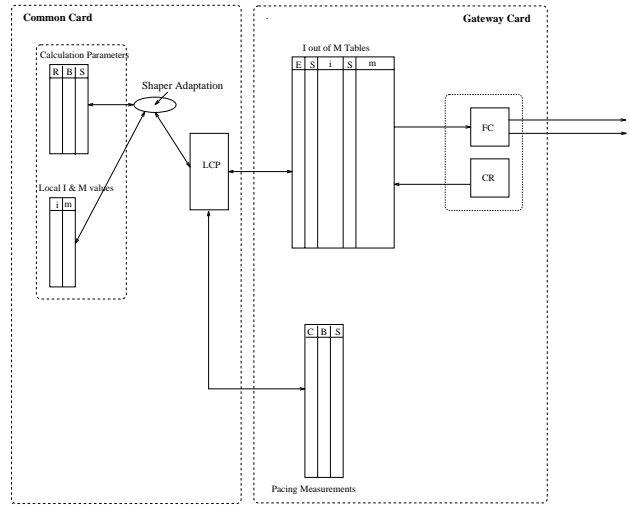 Common Card
Gateway Card
Calculation Parameters
R B S
Shaper Adaptation
LCP
Local I & M values
i m
I out of M Tables
E S i S m
FC
CR
C B S
Pacing Measurements